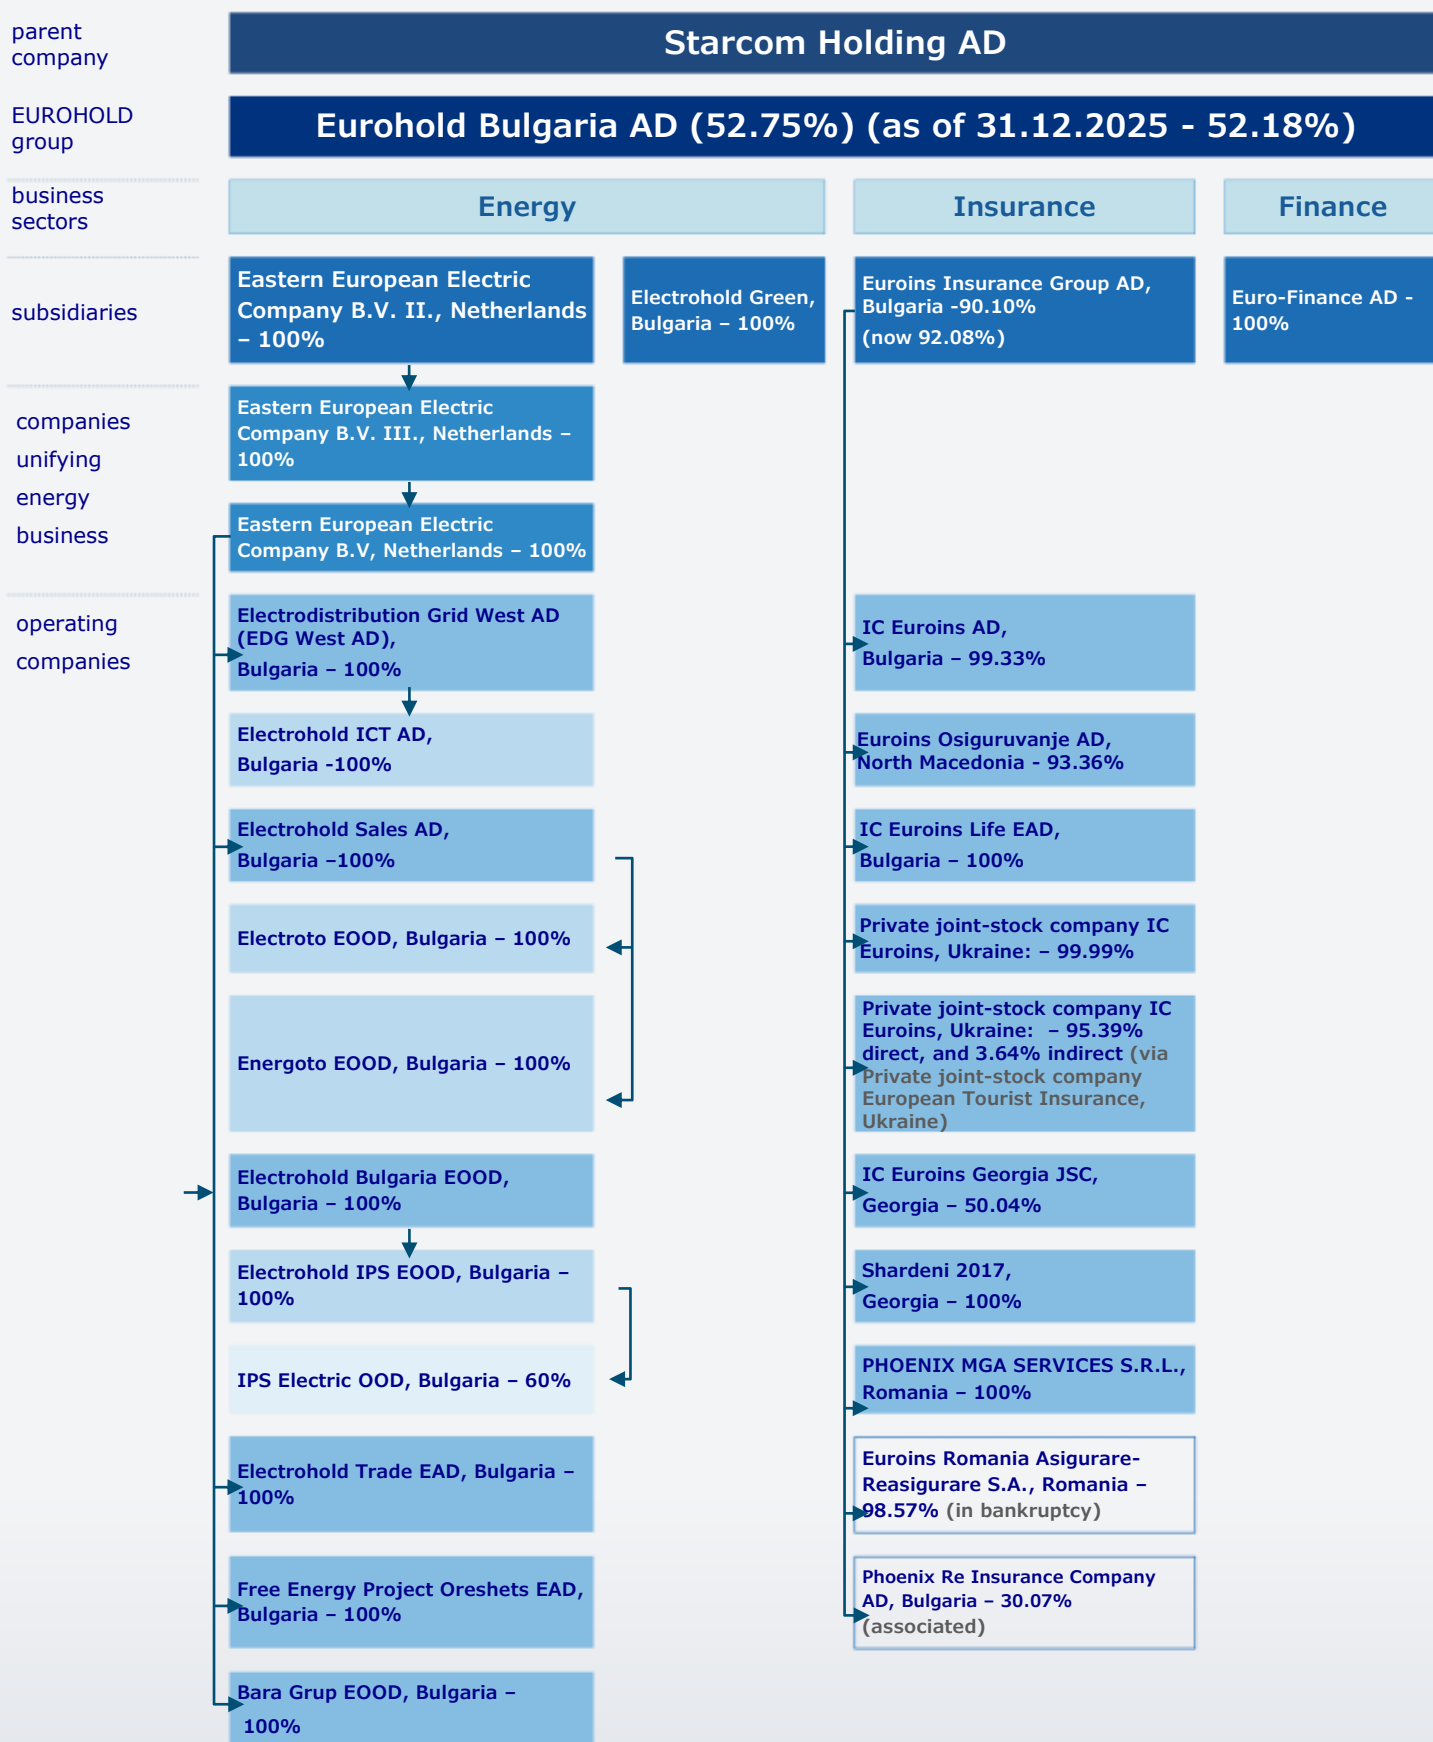 parent
company
Starcom Holding AD
EUROHOLD
group
Eurohold Bulgaria AD (52.75%) (as of 31.12.2025 - 52.18%)
business
sectors
Energy
Insurance
Finance
subsidiaries
Eastern European Electric
Company B.V. II., Netherlands
– 100%
Electrohold Green,
Bulgaria – 100%
Euroins Insurance Group AD,
Bulgaria -90.10%
(now 92.08%)
Euro-Finance AD -
100%
companies
unifying
energy
business
Eastern European Electric
Company B.V. III., Netherlands –
100%
Eastern European Electric
Company B.V, Netherlands – 100%
operating
companies
Electrodistribution Grid West AD
(EDG West AD),
Bulgaria – 100%
Electrohold ICT AD,
Bulgaria -100%
Electrohold Sales AD,
Bulgaria –100%
Electroto EOOD, Bulgaria – 100%
Energoto EOOD, Bulgaria – 100%
Electrohold Bulgaria EOOD,
Bulgaria – 100%
Electrohold IPS EOOD, Bulgaria –
100%
IPS Electric OOD, Bulgaria – 60%
Electrohold Trade EAD, Bulgaria –
100%
Free Energy Project Oreshets EAD,
Bulgaria – 100%
Bara Grup EOOD, Bulgaria –
100%
IC Euroins AD,
Bulgaria – 99.33%
Euroins Osiguruvanje AD,
North Macedonia - 93.36%
IC Euroins Life EAD,
Bulgaria – 100%
Private joint-stock company IC
Euroins, Ukraine: – 99.99%
Private joint-stock company IC
Euroins, Ukraine:  – 95.39%
direct, and 3.64% indirect (via
Private joint-stock company
European Tourist Insurance,
Ukraine)
IC Euroins Georgia JSC,
Georgia – 50.04%
Shardeni 2017,
Georgia – 100%
PHOENIX MGA SERVICES S.R.L.,
Romania – 100%
Euroins Romania Asigurare-
Reasigurare S.A., Romania –
98.57% (in bankruptcy)
Phoenix Re Insurance Company
AD, Bulgaria – 30.07%
(associated)